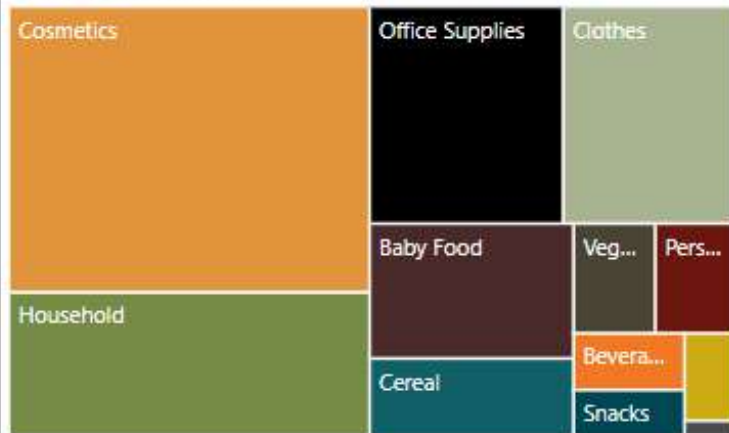 Cosmetics
Office Supplies
Clothes
Baby Food
Veg...
Pers...
Household
Bevera...
Cereal
Snacks